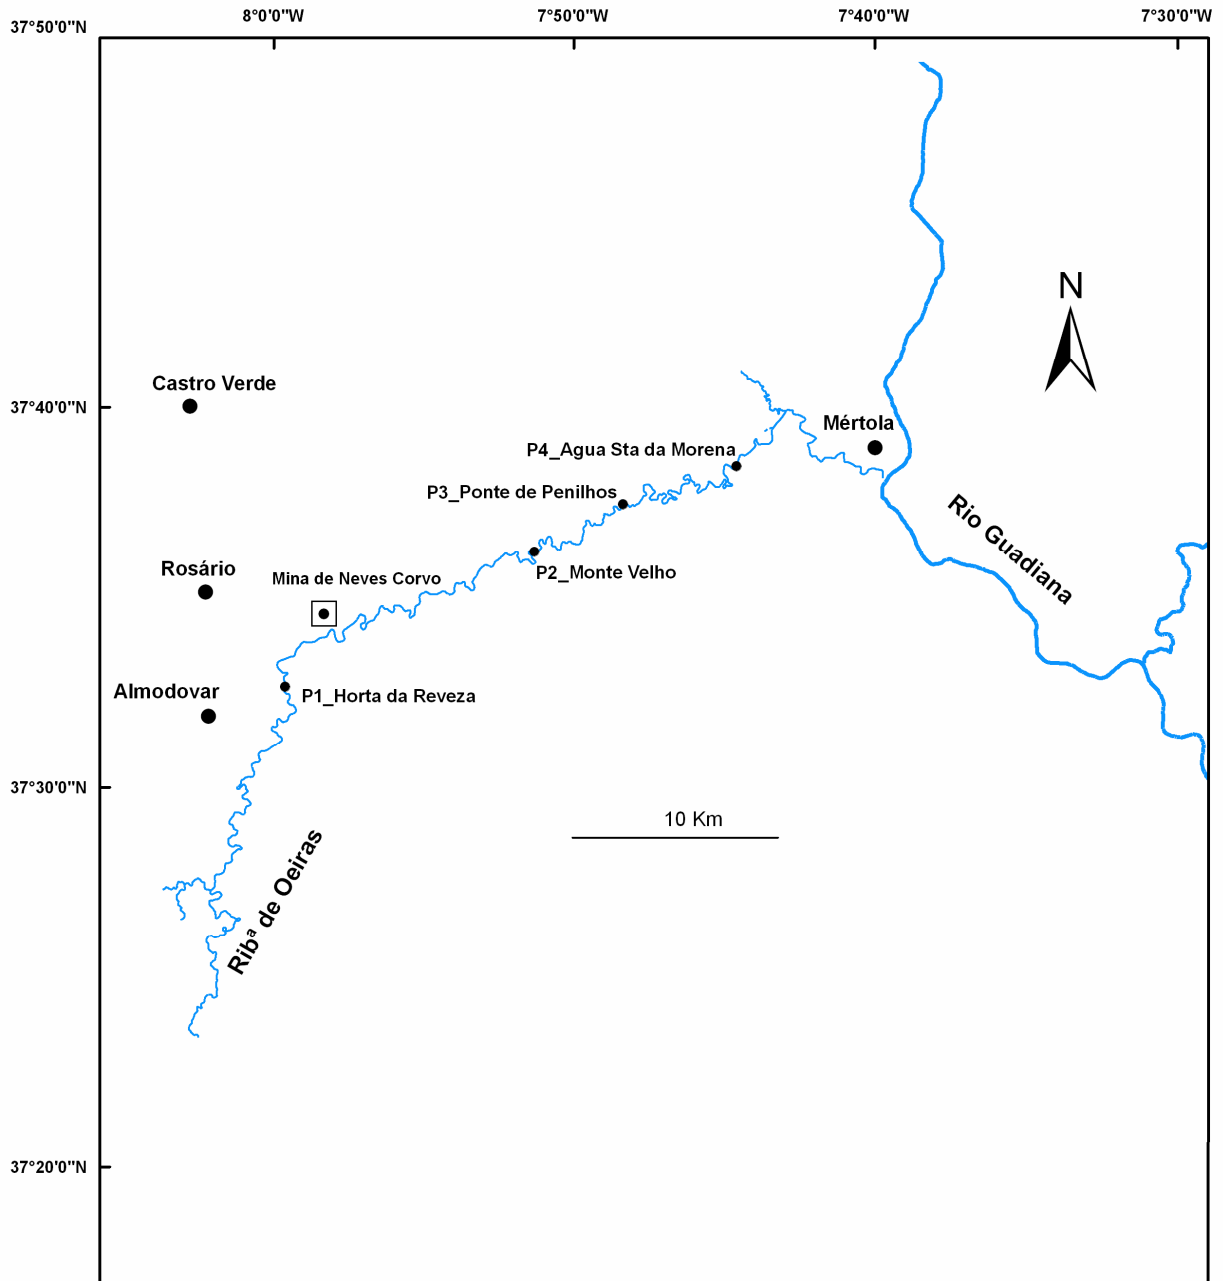 8°0'0"W
7°50'0"W
7°40'0"W
7°30'0"W
37°50'0"N
N
Castro Verde
37°40'0"N
Mértola
P4_Agua Sta da Morena
P3_Ponte de Penilhos
Rio Guadiana
Rosário
Mina de Neves Corvo
P2_Monte Velho
Almodovar
P1_Horta da Reveza
37°30'0"N
10 Km
Ribª de Oeiras
37°20'0"N